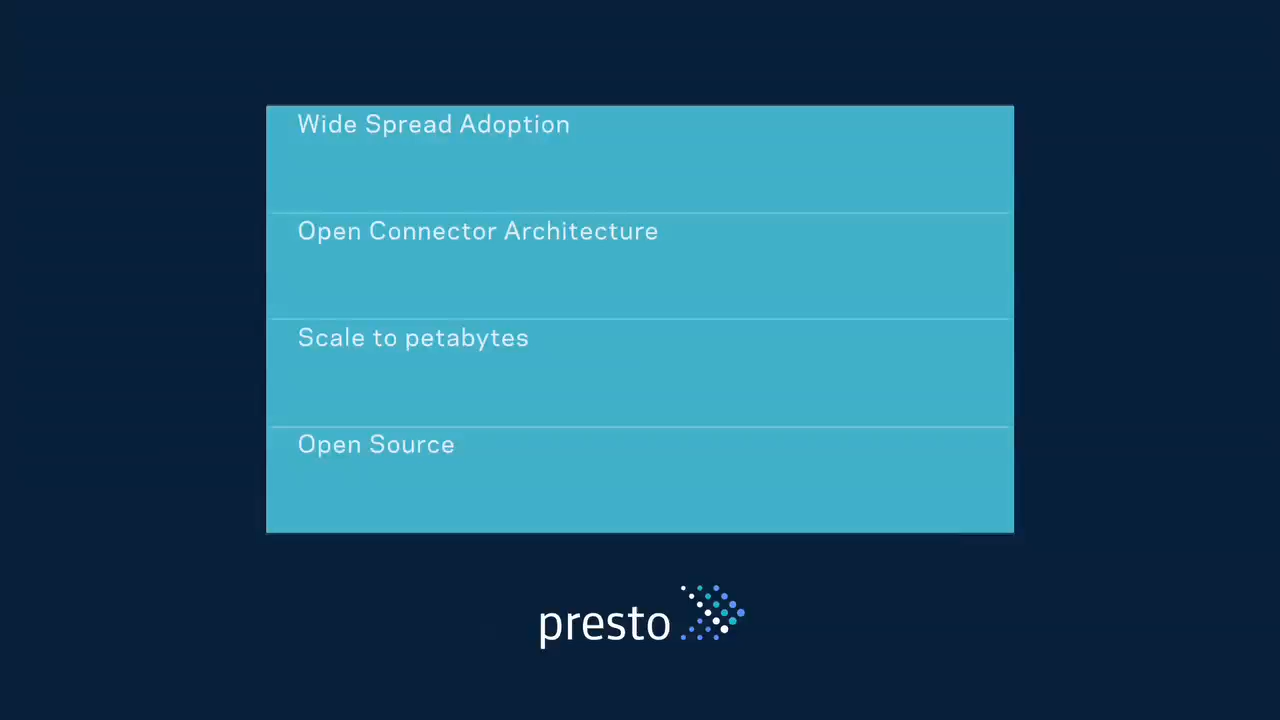 Wide Spread Adoption
Open Connector Architecture
Scale to petabytes
Open Source
presto